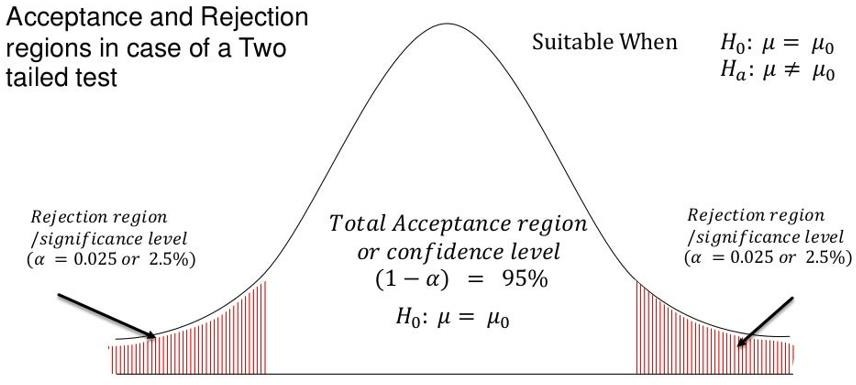 Acceptance and Rejection
regions in case of a Two
tailed test
Suitable When H₀: μ = μ₀
Hₐ: μ ≠ μ₀
Rejection region
/significance level
(α = 0.025 or 2.5%)
Total Acceptance region
or confidence level
(1 − α) = 95%
H₀: μ = μ₀
Rejection region
/significance level
(α = 0.025 or 2.5%)